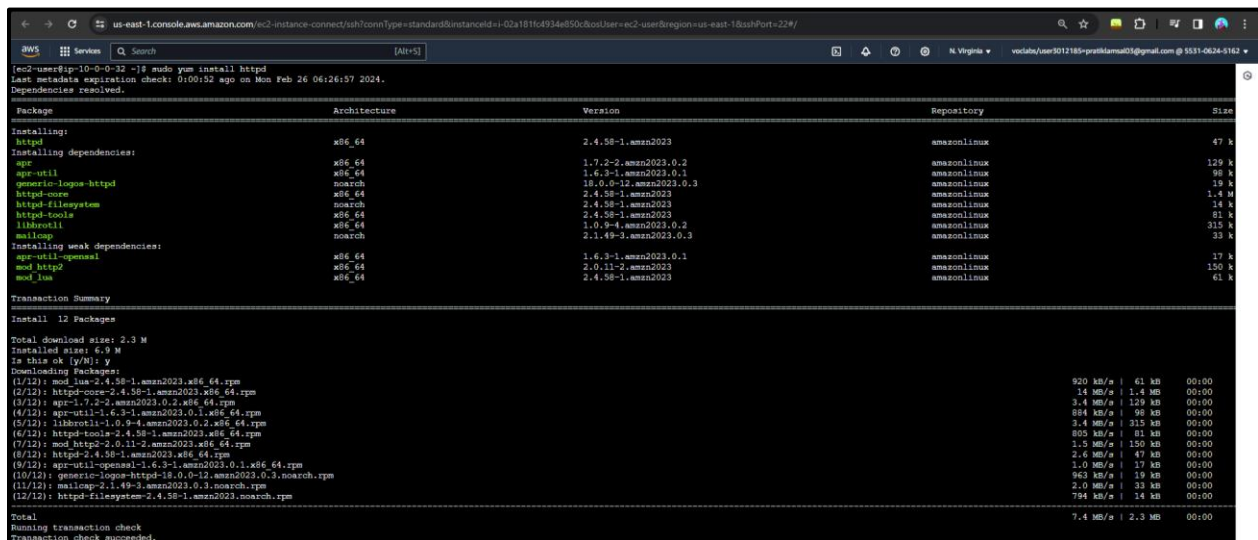 us-east-1.console.aws.amazon.com/ec2-instance-connect/ssh?connType=standard&instanceId=i-02a181fc4934e850c&osUser=ec2-user&region=us-east-1&sshPort=22#/
aws Services Search [Alt+S] N. Virginia voclabs/user3012185=pratiklamsal03@gmail.com @ 5531-0624-5162
[ec2-user@ip-10-0-0-32 ~]$ sudo yum install httpd
Last metadata expiration check: 0:00:52 ago on Mon Feb 26 06:26:57 2024.
Dependencies resolved.
Package Architecture Version Repository Size
Installing:
httpd x86_64 2.4.58-1.amzn2023 amazonlinux 47 k
Installing dependencies:
apr x86_64 1.7.2-2.amzn2023.0.2 amazonlinux 129 k
apr-util x86_64 1.6.3-1.amzn2023.0.1 amazonlinux 98 k
generic-logos-httpd noarch 18.0.0-12.amzn2023.0.3 amazonlinux 19 k
httpd-core x86_64 2.4.58-1.amzn2023 amazonlinux 1.4 M
httpd-filesystem noarch 2.4.58-1.amzn2023 amazonlinux 14 k
httpd-tools x86_64 2.4.58-1.amzn2023 amazonlinux 81 k
libbrotli x86_64 1.0.9-4.amzn2023.0.2 amazonlinux 315 k
mailcap noarch 2.1.49-3.amzn2023.0.3 amazonlinux 33 k
Installing weak dependencies:
apr-util-openssl x86_64 1.6.3-1.amzn2023.0.1 amazonlinux 17 k
mod_http2 x86_64 2.0.11-2.amzn2023 amazonlinux 150 k
mod_lua x86_64 2.4.58-1.amzn2023 amazonlinux 61 k
Transaction Summary
Install 12 Packages
Total download size: 2.3 M
Installed size: 6.9 M
Is this ok [y/N]: y
Downloading Packages:
(1/12): mod_lua-2.4.58-1.amzn2023.x86_64.rpm 920 kB/s | 61 kB 00:00
(2/12): httpd-core-2.4.58-1.amzn2023.x86_64.rpm 14 MB/s | 1.4 MB 00:00
(3/12): apr-1.7.2-2.amzn2023.0.2.x86_64.rpm 3.4 MB/s | 129 kB 00:00
(4/12): apr-util-1.6.3-1.amzn2023.0.1.x86_64.rpm 884 kB/s | 98 kB 00:00
(5/12): libbrotli-1.0.9-4.amzn2023.0.2.x86_64.rpm 3.4 MB/s | 315 kB 00:00
(6/12): httpd-tools-2.4.58-1.amzn2023.x86_64.rpm 805 kB/s | 81 kB 00:00
(7/12): mod_http2-2.0.11-2.amzn2023.x86_64.rpm 1.5 MB/s | 150 kB 00:00
(8/12): httpd-2.4.58-1.amzn2023.x86_64.rpm 2.6 MB/s | 47 kB 00:00
(9/12): apr-util-openssl-1.6.3-1.amzn2023.0.1.x86_64.rpm 1.0 MB/s | 17 kB 00:00
(10/12): generic-logos-httpd-18.0.0-12.amzn2023.0.3.noarch.rpm 963 kB/s | 19 kB 00:00
(11/12): mailcap-2.1.49-3.amzn2023.0.3.noarch.rpm 2.0 MB/s | 33 kB 00:00
(12/12): httpd-filesystem-2.4.58-1.amzn2023.noarch.rpm 794 kB/s | 14 kB 00:00
Total 7.4 MB/s | 2.3 MB 00:00
Running transaction check
Transaction check succeeded.